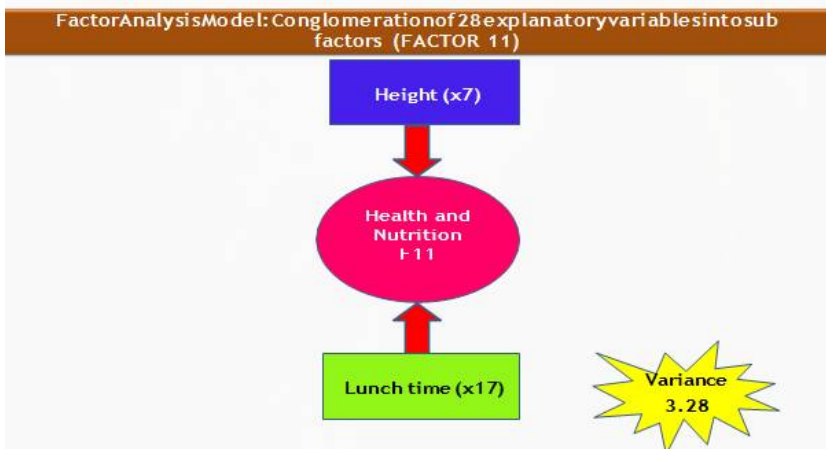 FactorAnalysisModel:Conglomerationof28explanatoryvariablesintosub
factors (FACTOR 11)
Height (x7)
Health and
Nutrition
F11
Lunch time (x17)
Variance
3.28